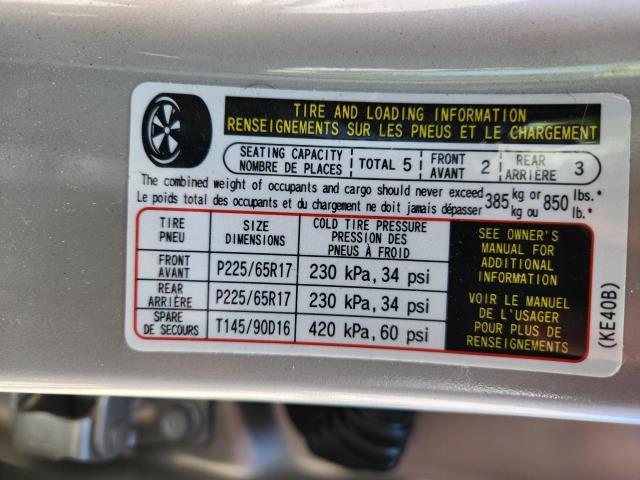 TIRE AND LOADING INFORMATION
RENSEIGNEMENTS SUR LES PNEUS ET LE CHARGEMENT
SEATING CAPACITY
NOMBRE DE PLACES
TOTAL 5
FRONT
AVANT
2
REAR
ARRIÈRE
3
The combined weight of occupants and cargo should never exceed 385 kg or 850 lbs.*
Le poids total des occupants et du chargement ne doit jamais dépasser kg ou lb.*
TIRE
PNEU
SIZE
DIMENSIONS
COLD TIRE PRESSURE
PRESSION DES
PNEUS À FROID
FRONT
AVANT
P225/65R17
230 kPa, 34 psi
REAR
ARRIÈRE
P225/65R17
230 kPa, 34 psi
SPARE
DE SECOURS
T145/90D16
420 kPa, 60 psi
SEE OWNER'S
MANUAL FOR
ADDITIONAL
INFORMATION
VOIR LE MANUEL
DE L'USAGER
POUR PLUS DE
RENSEIGNEMENTS
(KE40B)